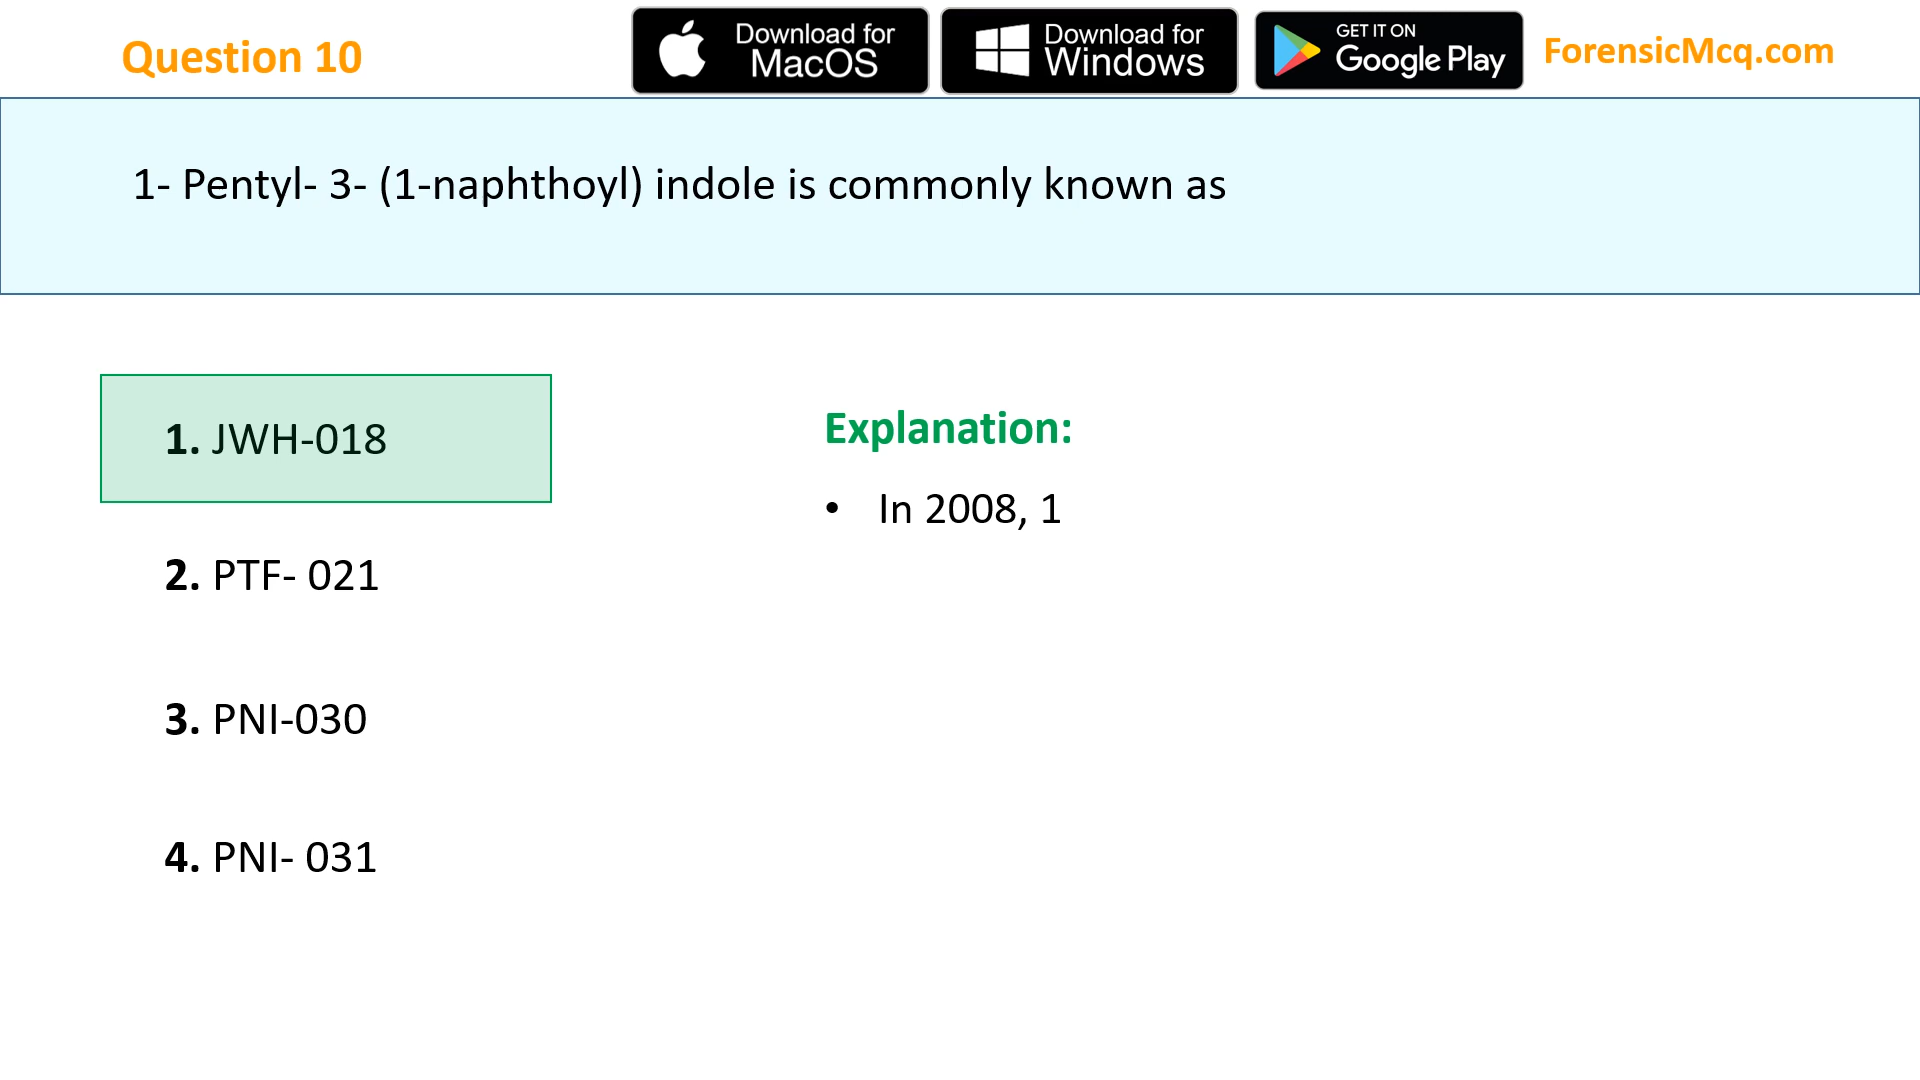 Question 10
Download for
MacOS
Download for
Windows
GET IT ON
Google Play
ForensicMcq.com
1- Pentyl- 3- (1-naphthoyl) indole is commonly known as
1. JWH-018
2. PTF- 021
3. PNI-030
4. PNI- 031
Explanation:
• In 2008, 1